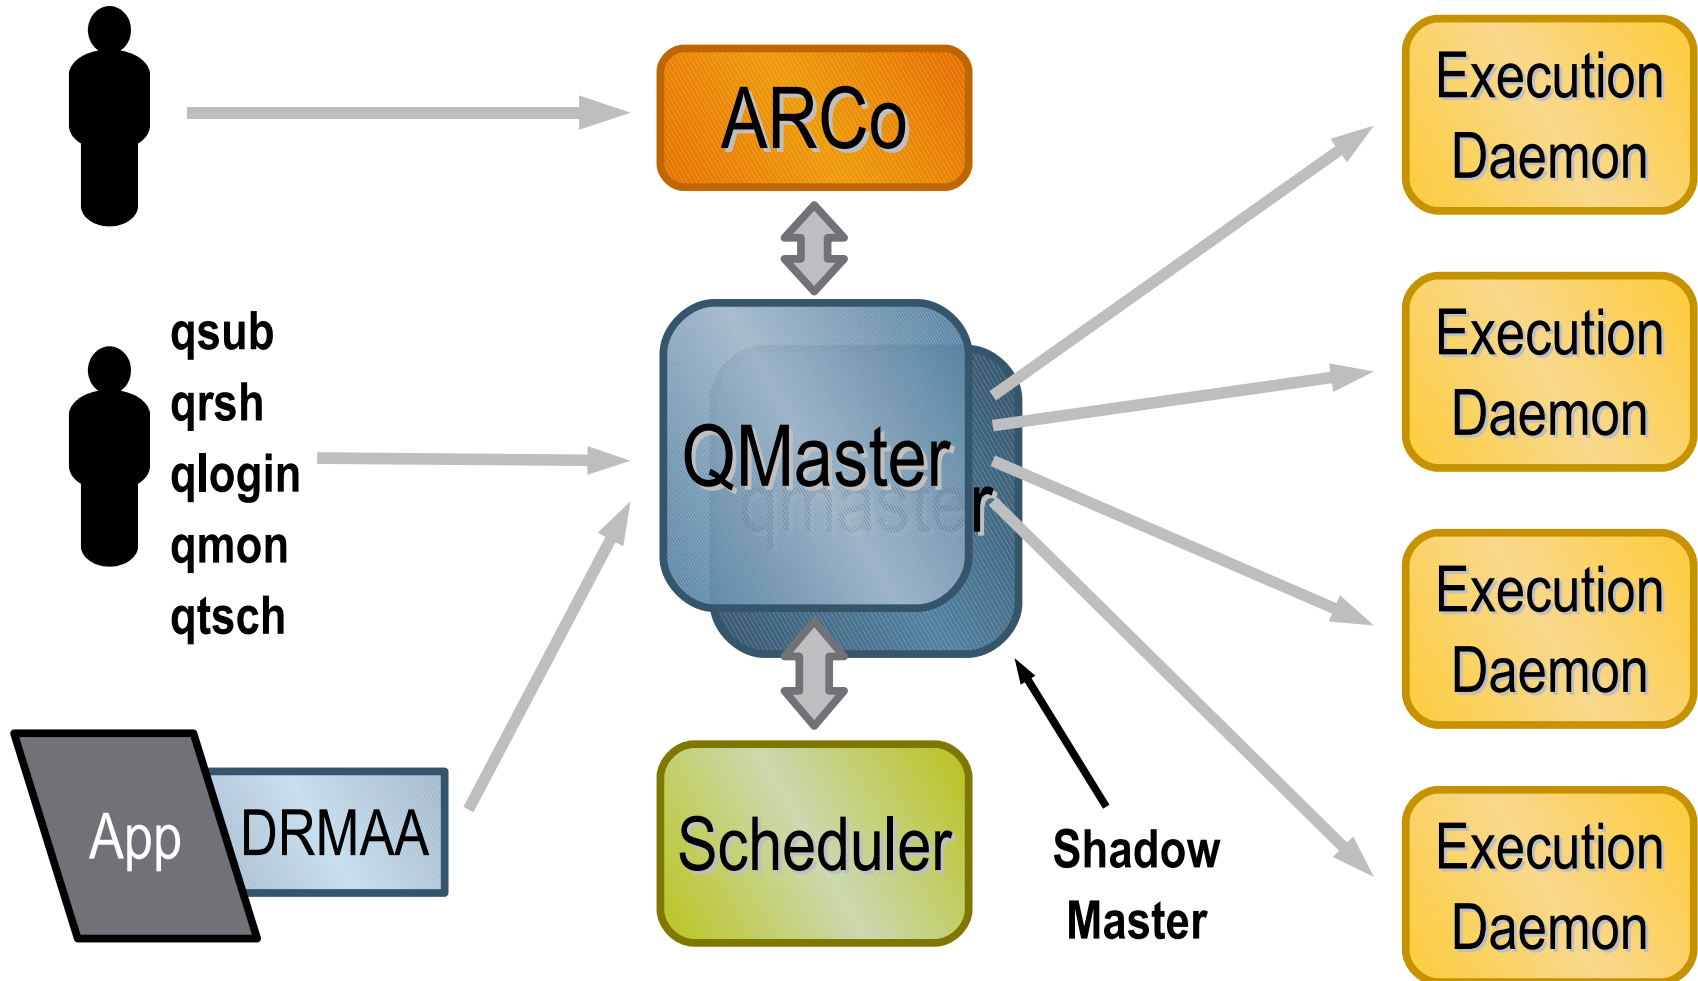 ARCo
Execution
Daemon
qsub
qrsh
qlogin
qmon
qtsch
QMaster
qmaster
Execution
Daemon
Execution
Daemon
App
DRMAA
Scheduler
Shadow
Master
Execution
Daemon